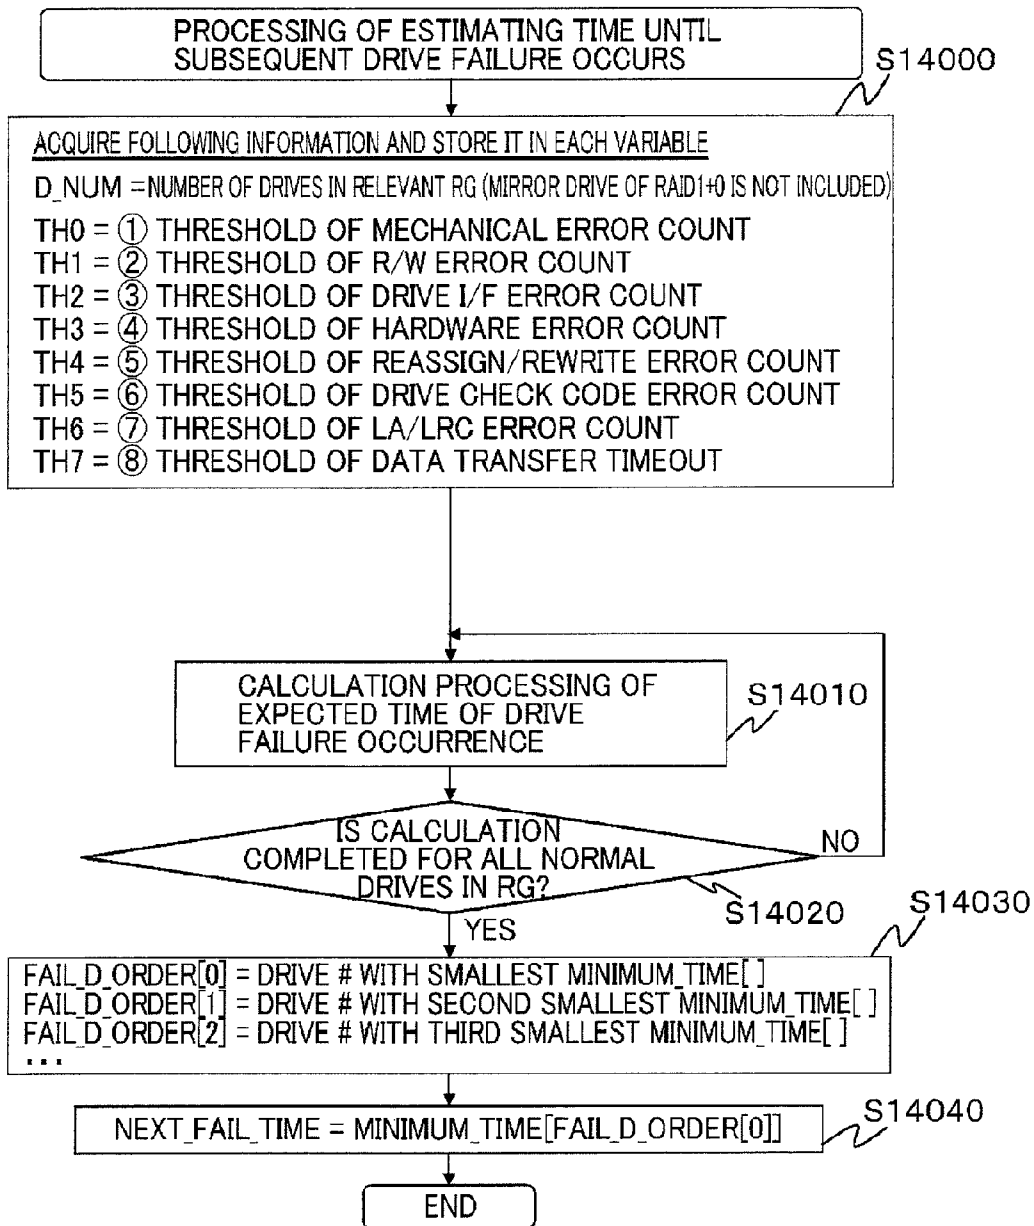 PROCESSING OF ESTIMATING TIME UNTIL
SUBSEQUENT DRIVE FAILURE OCCURS
S14000
ACQUIRE FOLLOWING INFORMATION AND STORE IT IN EACH VARIABLE
D_NUM =NUMBER OF DRIVES IN RELEVANT RG (MIRROR DRIVE OF RAID1+0 IS NOT INCLUDED)
TH0 = ① THRESHOLD OF MECHANICAL ERROR COUNT
TH1 = ② THRESHOLD OF R/W ERROR COUNT
TH2 = ③ THRESHOLD OF DRIVE I/F ERROR COUNT
TH3 = ④ THRESHOLD OF HARDWARE ERROR COUNT
TH4 = ⑤ THRESHOLD OF REASSIGN/REWRITE ERROR COUNT
TH5 = ⑥ THRESHOLD OF DRIVE CHECK CODE ERROR COUNT
TH6 = ⑦ THRESHOLD OF LA/LRC ERROR COUNT
TH7 = ⑧ THRESHOLD OF DATA TRANSFER TIMEOUT
CALCULATION PROCESSING OF
EXPECTED TIME OF DRIVE
FAILURE OCCURRENCE
S14010
IS CALCULATION
COMPLETED FOR ALL NORMAL
DRIVES IN RG?
NO
S14020
YES
S14030
FAIL_D_ORDER[0] = DRIVE # WITH SMALLEST MINIMUM_TIME[ ]
FAIL_D_ORDER[1] = DRIVE # WITH SECOND SMALLEST MINIMUM_TIME[ ]
FAIL_D_ORDER[2] = DRIVE # WITH THIRD SMALLEST MINIMUM_TIME[ ]
...
NEXT_FAIL_TIME = MINIMUM_TIME[FAIL_D_ORDER[0]]
S14040
END